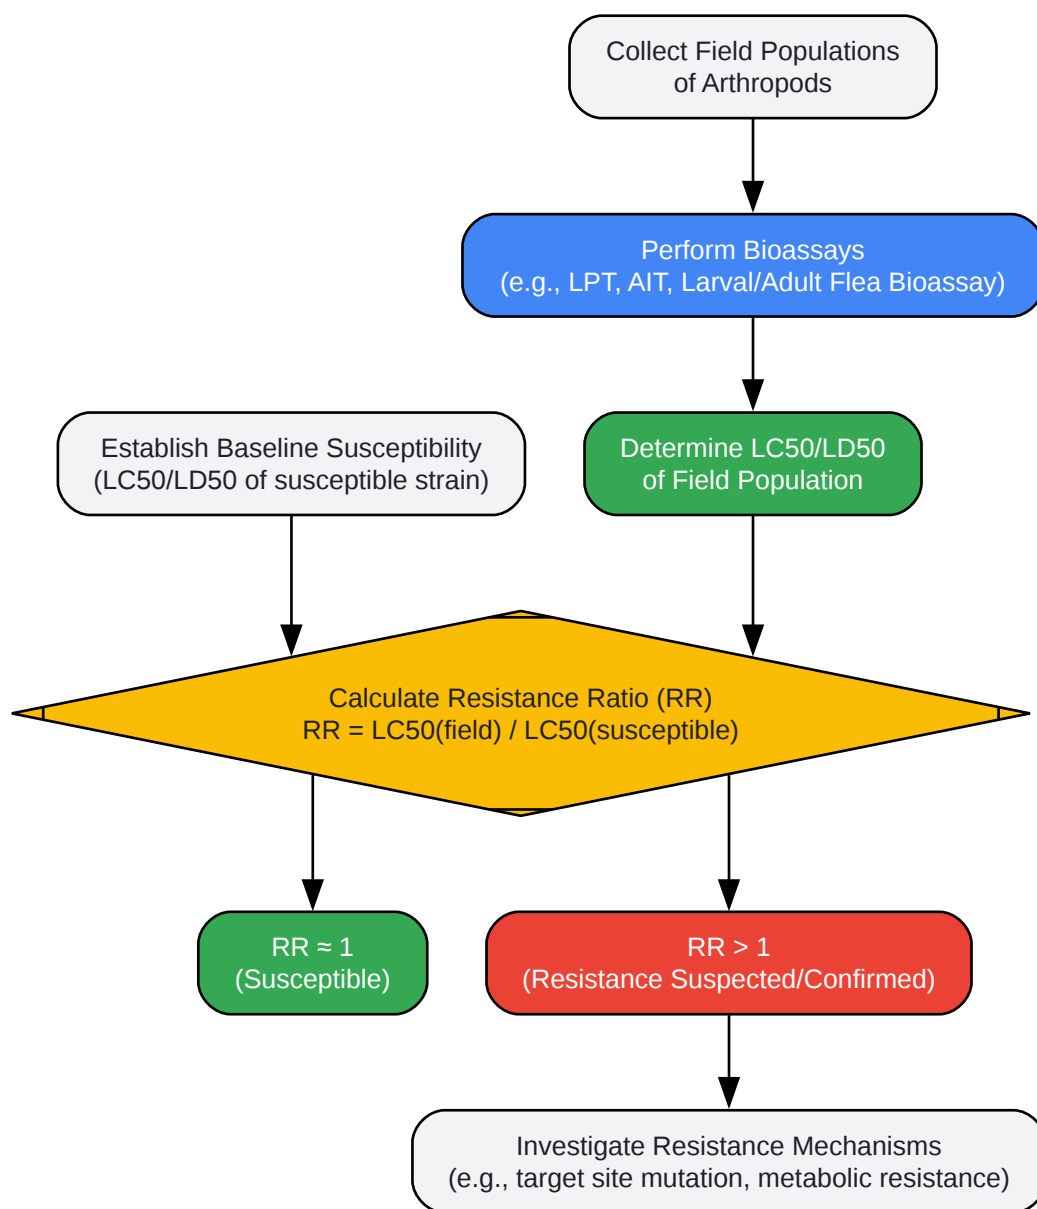 Collect Field Populations
of Arthropods
Perform Bioassays
(e.g., LPT, AIT, Larval/Adult Flea Bioassay)
Establish Baseline Susceptibility
(LC50/LD50 of susceptible strain)
Determine LC50/LD50
of Field Population
Calculate Resistance Ratio (RR)
RR = LC50(field) / LC50(susceptible)
RR ≈ 1
(Susceptible)
RR > 1
(Resistance Suspected/Confirmed)
Investigate Resistance Mechanisms
(e.g., target site mutation, metabolic resistance)